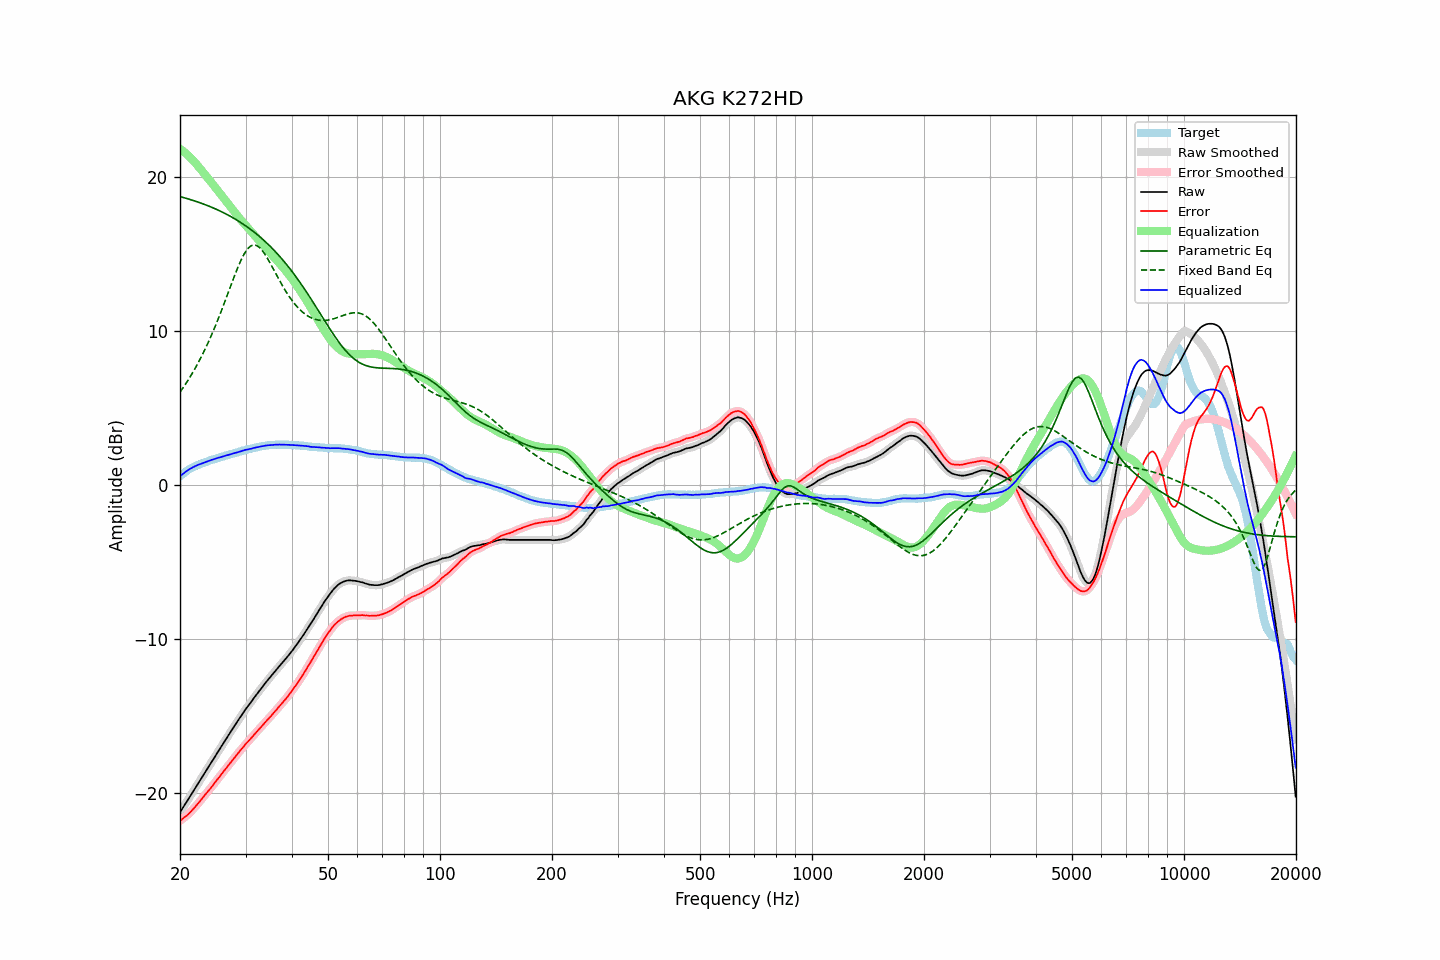 AKG K272HD
Amplitude (dBr)
20
10
0
−10
−20
Target
Raw Smoothed
Error Smoothed
Raw
Error
Equalization
Parametric Eq
Fixed Band Eq
Equalized
20 50 100 200 500 1000 2000 5000 10000 20000
Frequency (Hz)